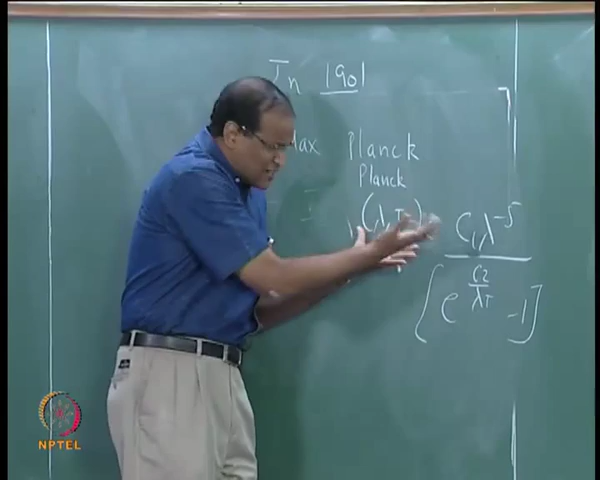 In 1901
Max Planck
Planck
(λ, T) C₁λ⁻⁵
[e^(C2/λT) -1]
NPTEL